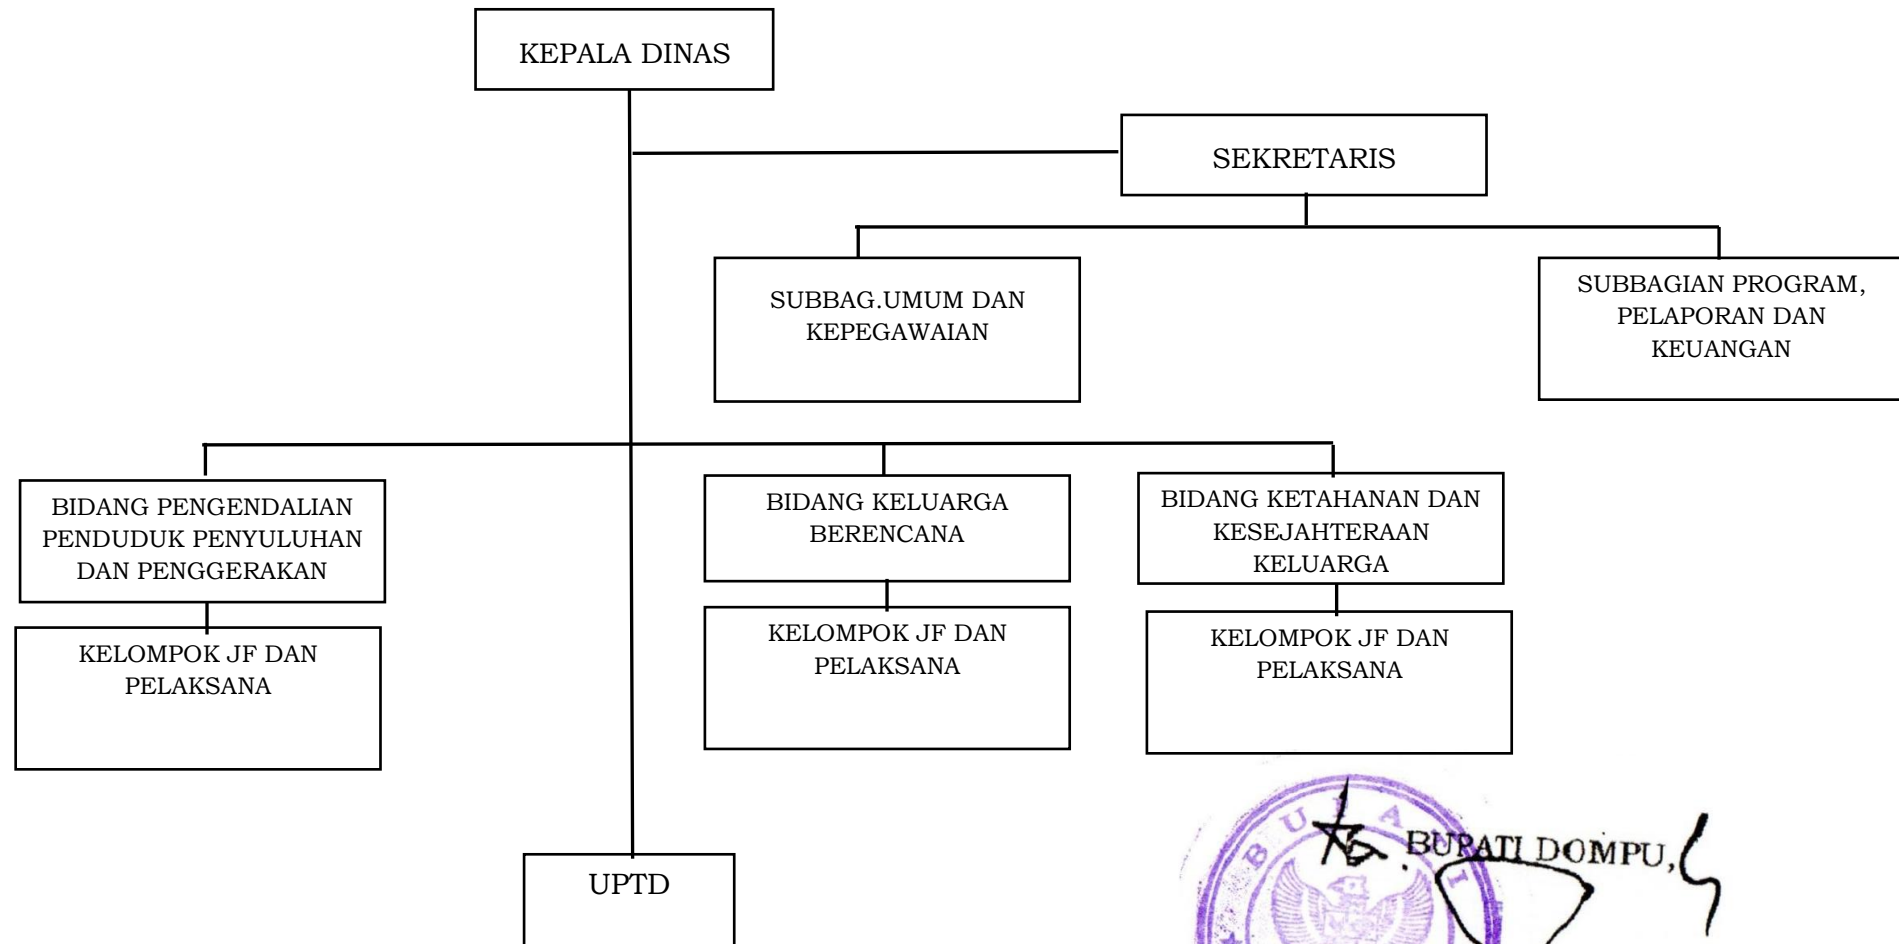 KEPALA DINAS
SEKRETARIS
SUBBAG.UMUM DAN
KEPEGAWAIAN
SUBBAGIAN PROGRAM,
PELAPORAN DAN
KEUANGAN
BIDANG PENGENDALIAN
PENDUDUK PENYULUHAN
DAN PENGGERAKAN
BIDANG KELUARGA
BERENCANA
BIDANG KETAHANAN DAN
KESEJAHTERAAN
KELUARGA
KELOMPOK JF DAN
PELAKSANA
KELOMPOK JF DAN
PELAKSANA
KELOMPOK JF DAN
PELAKSANA
UPTD
BUPATI DOMPU,
BUPATI